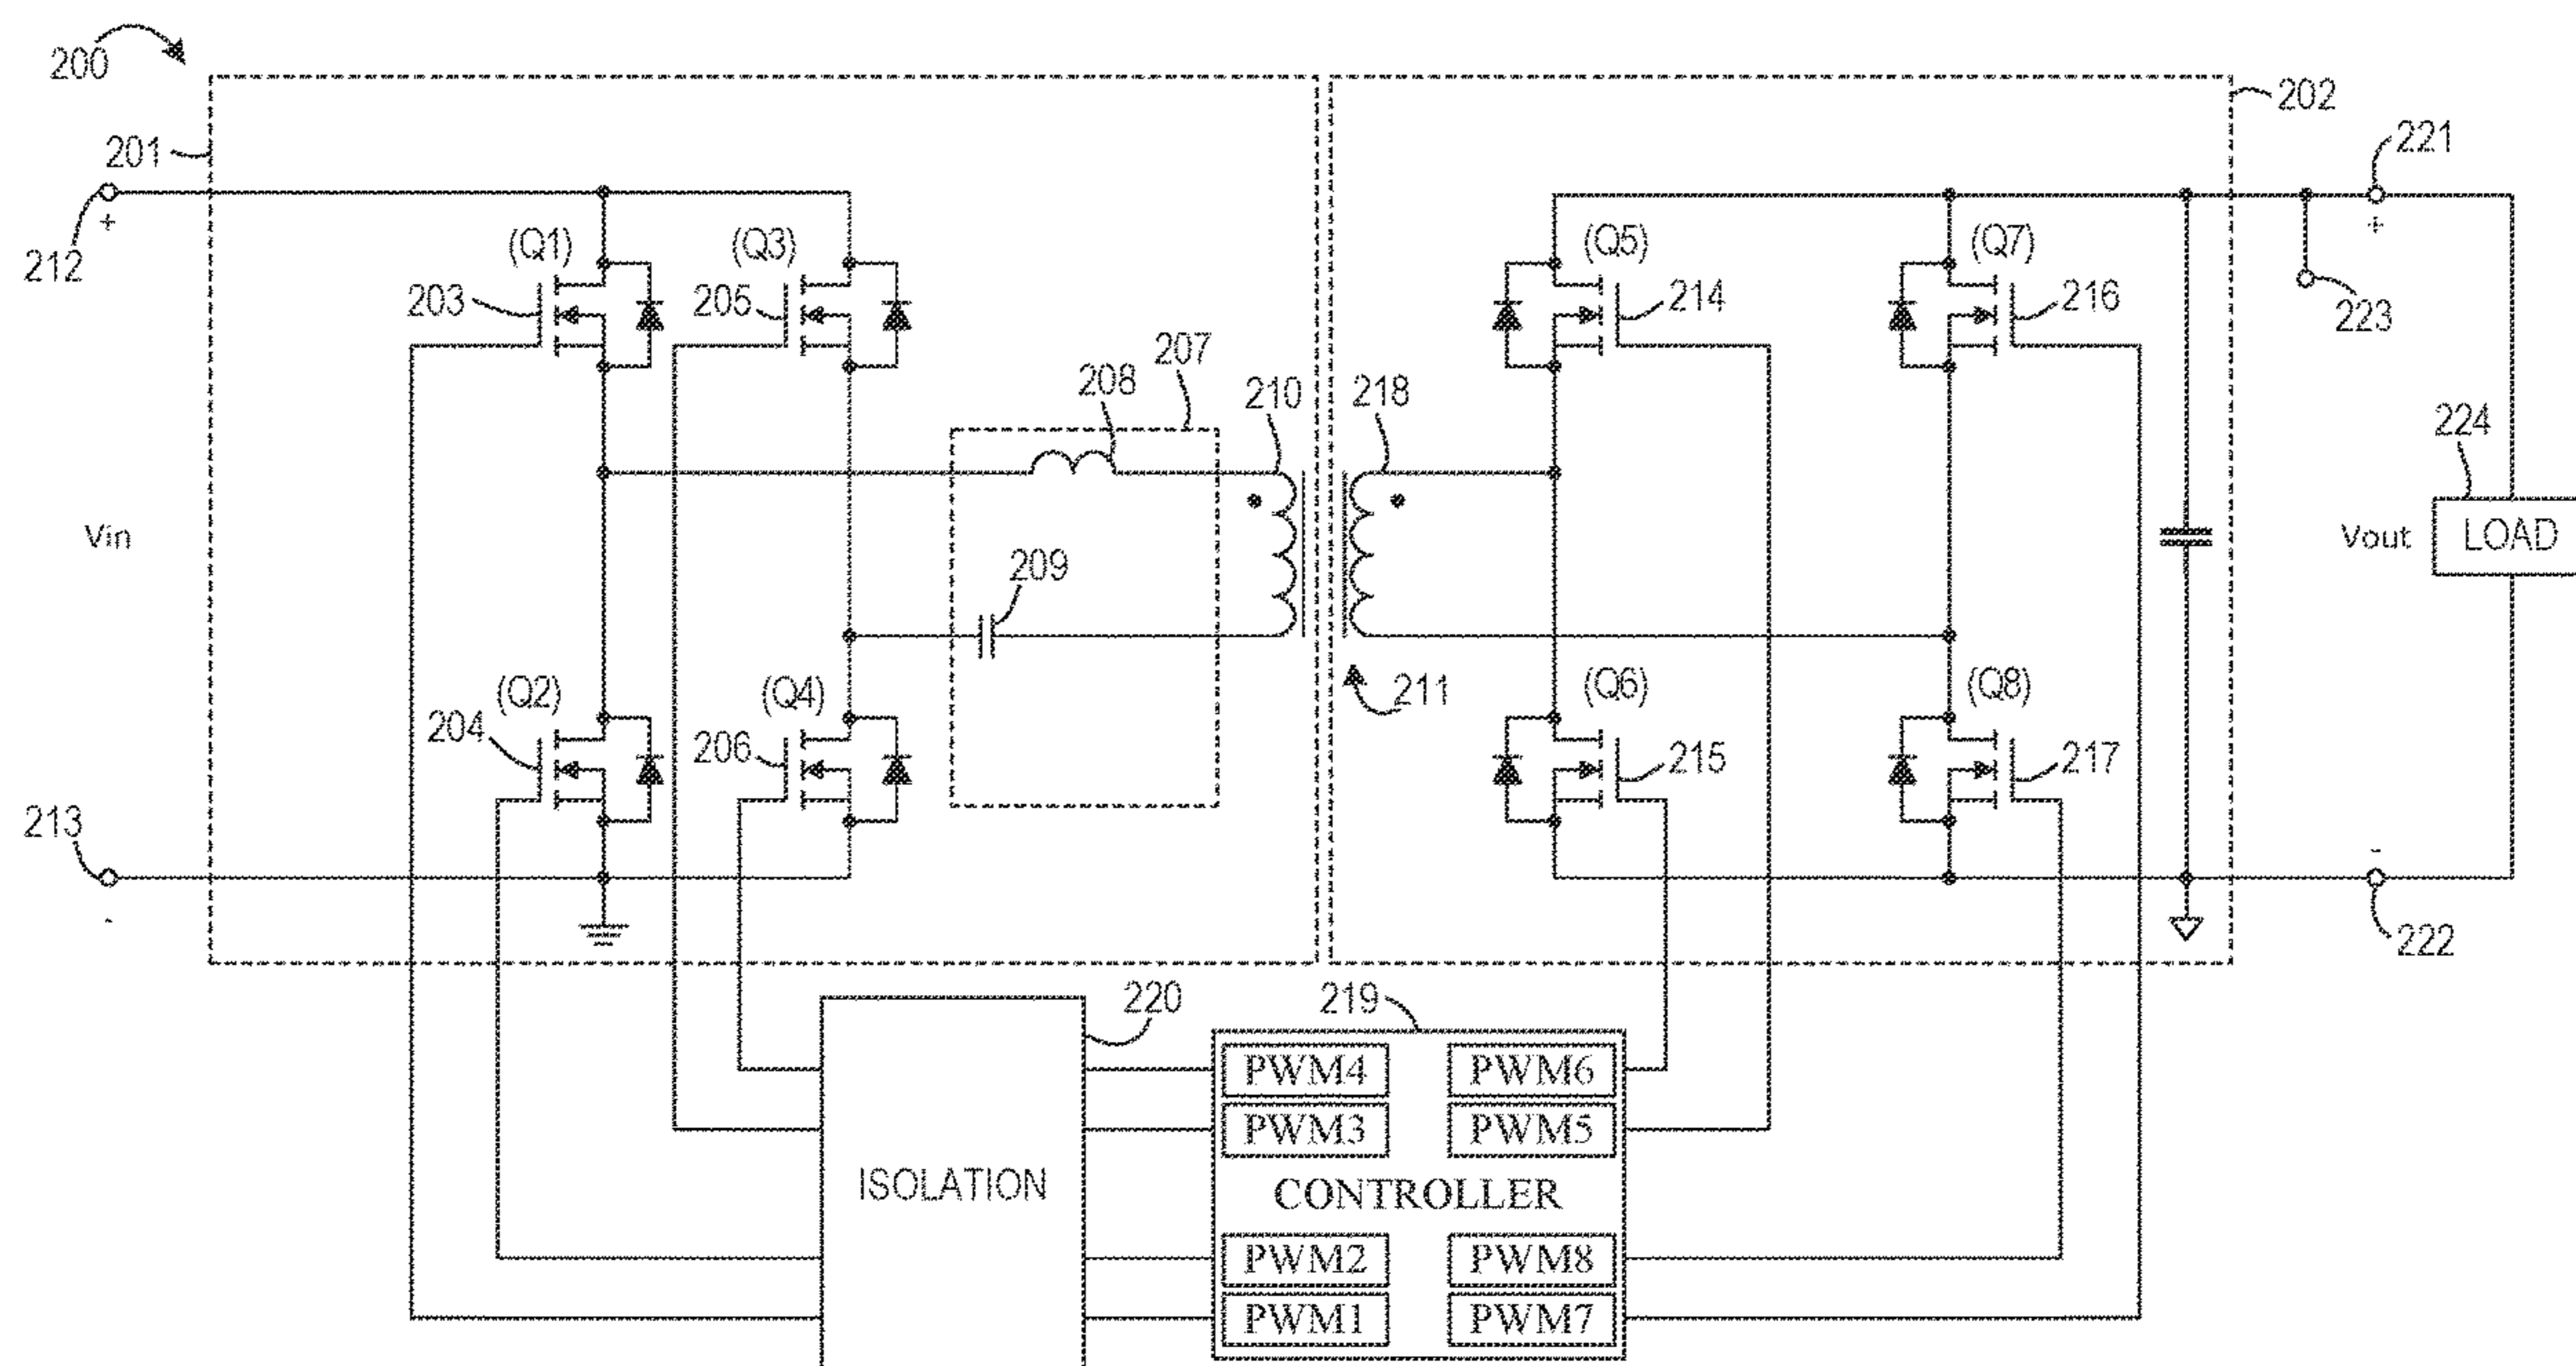 200
202
221
201
+
+
212
(Q1)
(Q3)
(Q5)
(Q7)
203
205
214
216
223
207
208
210
218
224
Vin
Vout
LOAD
209
(Q2)
(Q4)
211
(Q6)
(Q8)
204
206
215
217
213
-
-
222
220
219
PWM4
PWM6
PWM3
PWM5
ISOLATION
CONTROLLER
PWM2
PWM8
PWM1
PWM7